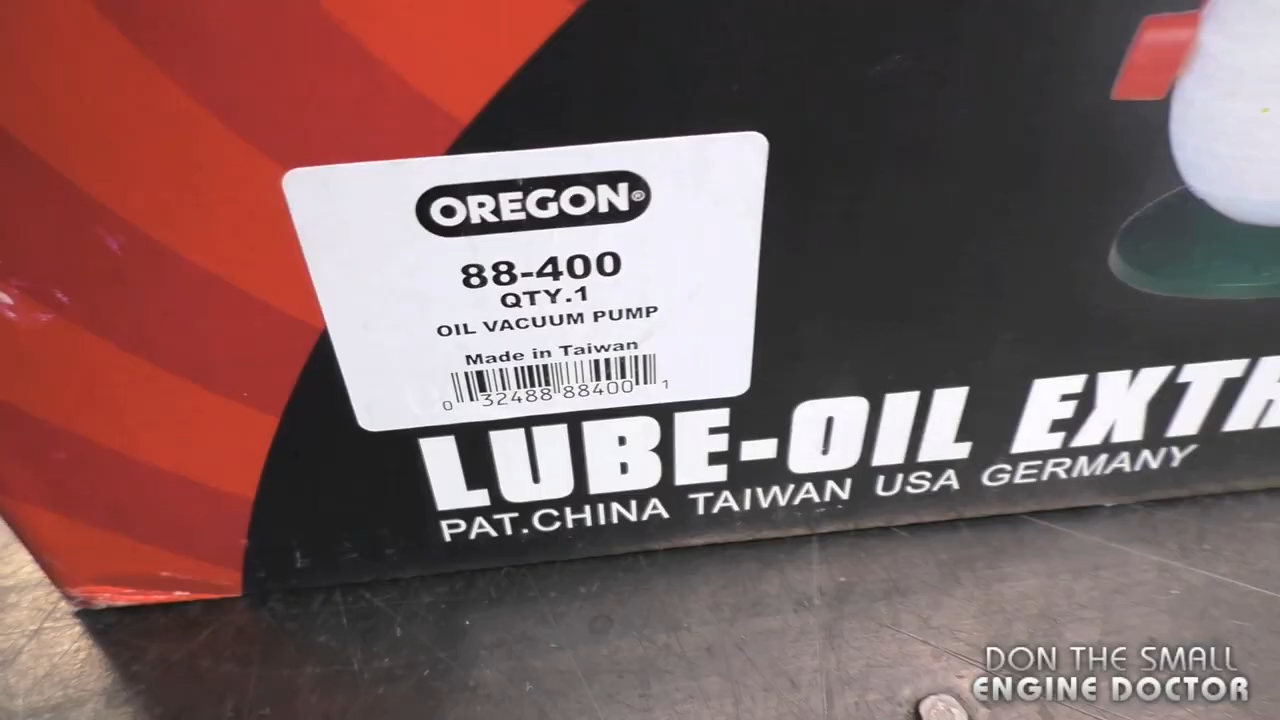 OREGON®
88-400
QTY.1
OIL VACUUM PUMP
Made in Taiwan
0 32488 88400 1
LUBE-OIL EXTR
PAT.CHINA TAIWAN USA GERMANY
DON THE SMALL
ENGINE DOCTOR